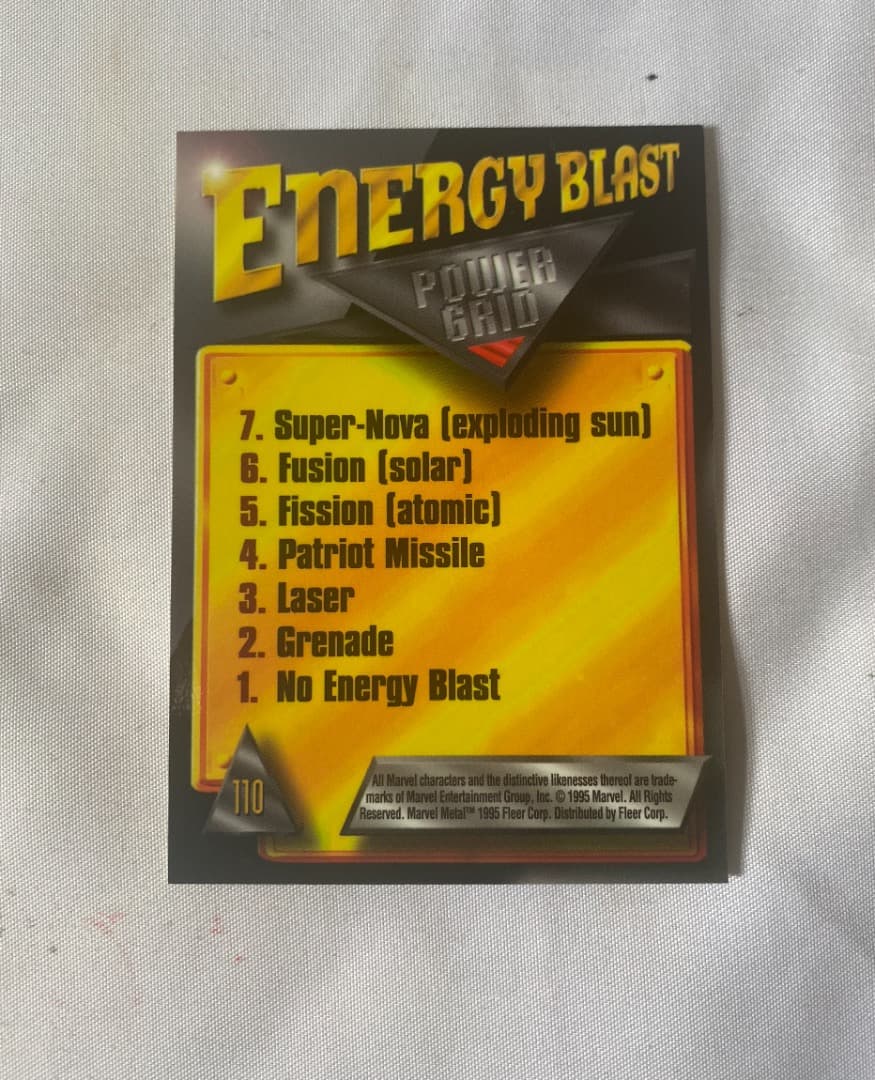 ENERGY BLAST
POWER
GRID
7. Super-Nova (exploding sun)
6. Fusion (solar)
5. Fission (atomic)
4. Patriot Missile
3. Laser
2. Grenade
1. No Energy Blast
110
All Marvel characters and the distinctive likenesses thereof are trade-
marks of Marvel Entertainment Group, Inc. © 1995 Marvel. All Rights
Reserved. Marvel Metal™ 1995 Fleer Corp. Distributed by Fleer Corp.